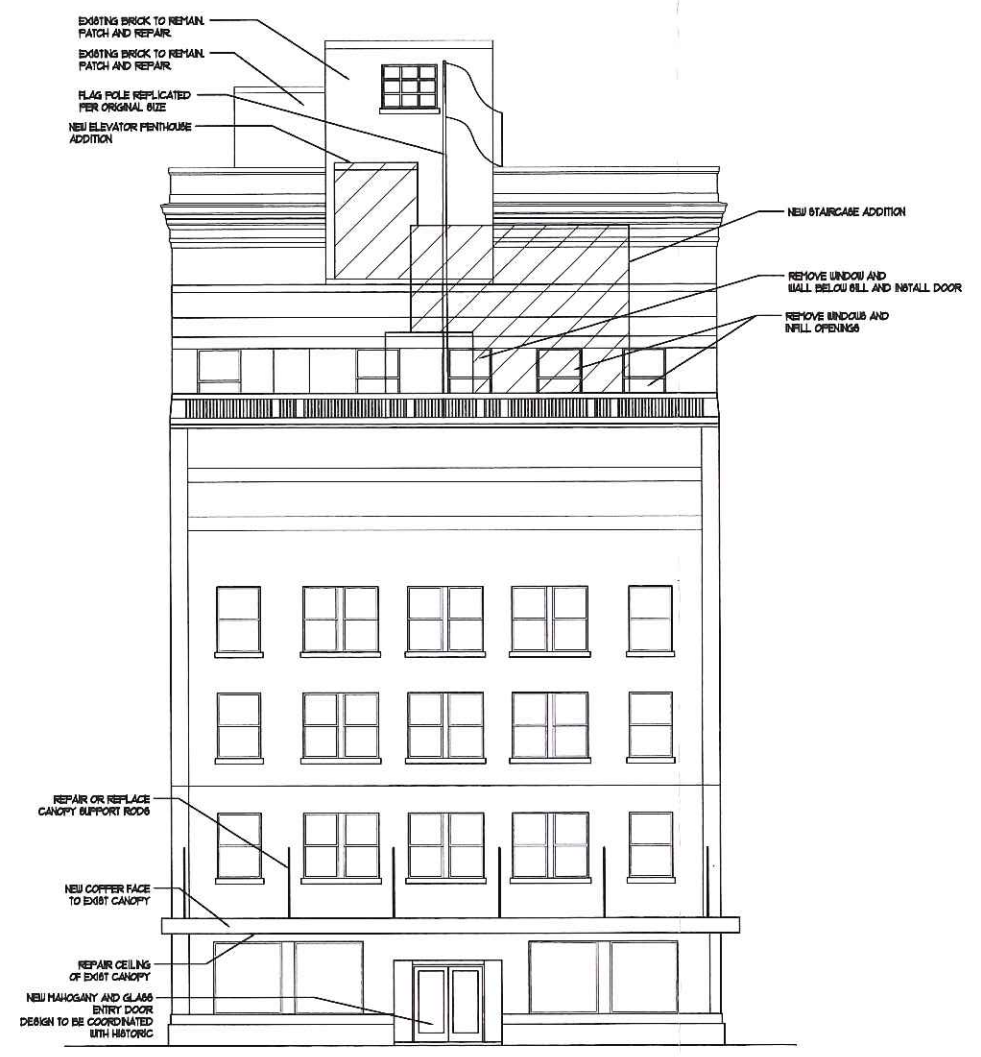 EXISTING BRICK TO REMAIN.
PATCH AND REPAIR
EXISTING BRICK TO REMAIN.
PATCH AND REPAIR
FLAG POLE REPLICATED
PER ORIGINAL SIZE
NEW ELEVATOR PENTHOUSE
ADDITION
NEW STAIRCASE ADDITION
REMOVE WINDOW AND
WALL BELOW SILL AND INSTALL DOOR
REMOVE WINDOWS AND
INFILL OPENINGS
REPAIR OR REPLACE
CANOPY SUPPORT RODS
NEW COPPER FACE
TO EXIST CANOPY
REPAIR CEILING
OF EXIST CANOPY
NEW MAHOGANY AND GLASS
ENTRY DOOR
DESIGN TO BE COORDINATED
WITH HISTORIC